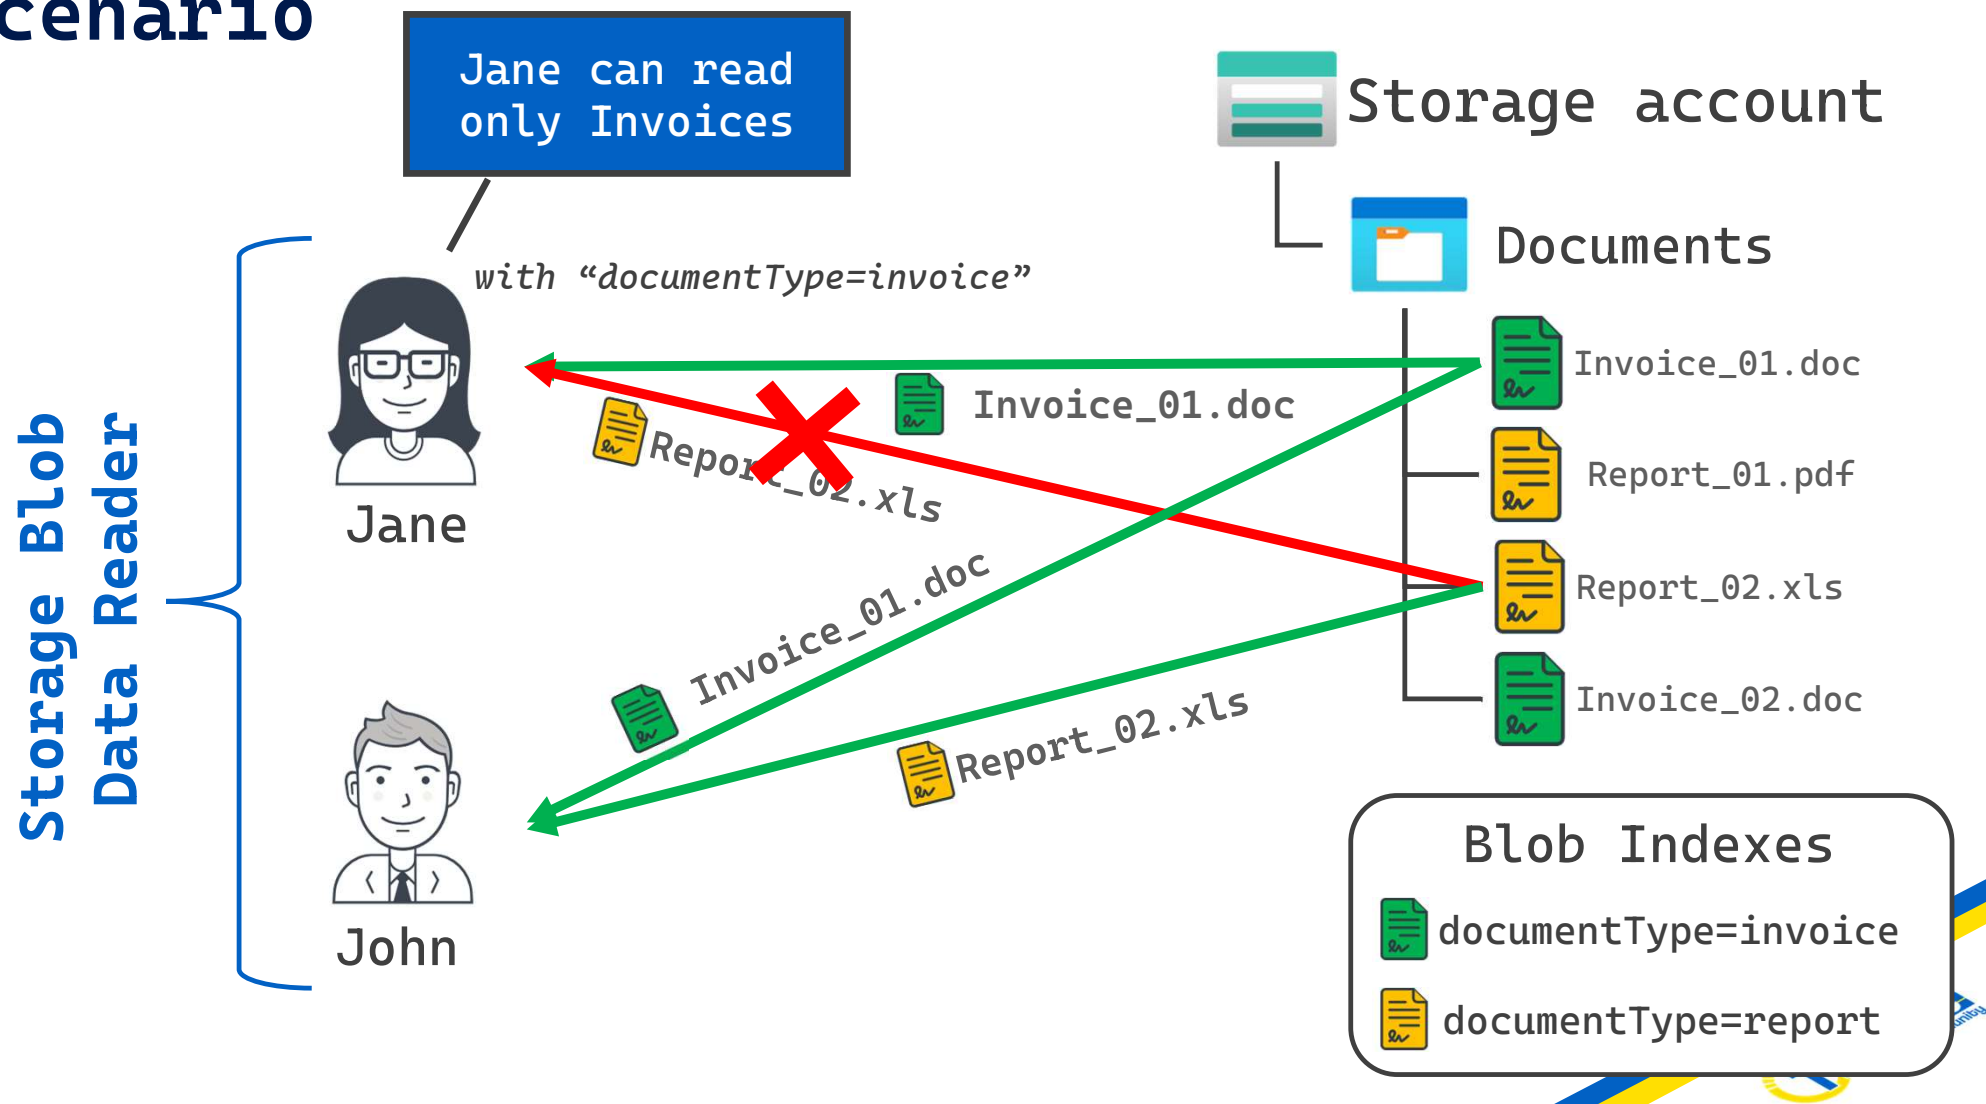 cenario
Jane can read
only Invoices
Storage account
Documents
with “documentType=invoice”
Invoice_01.doc
Report_01.pdf
Report_02.xls
Invoice_02.doc
Invoice_01.doc
Report_02.xls
Jane
Invoice_01.doc
Report_02.xls
John
Storage Blob
Data Reader
Blob Indexes
documentType=invoice
documentType=report